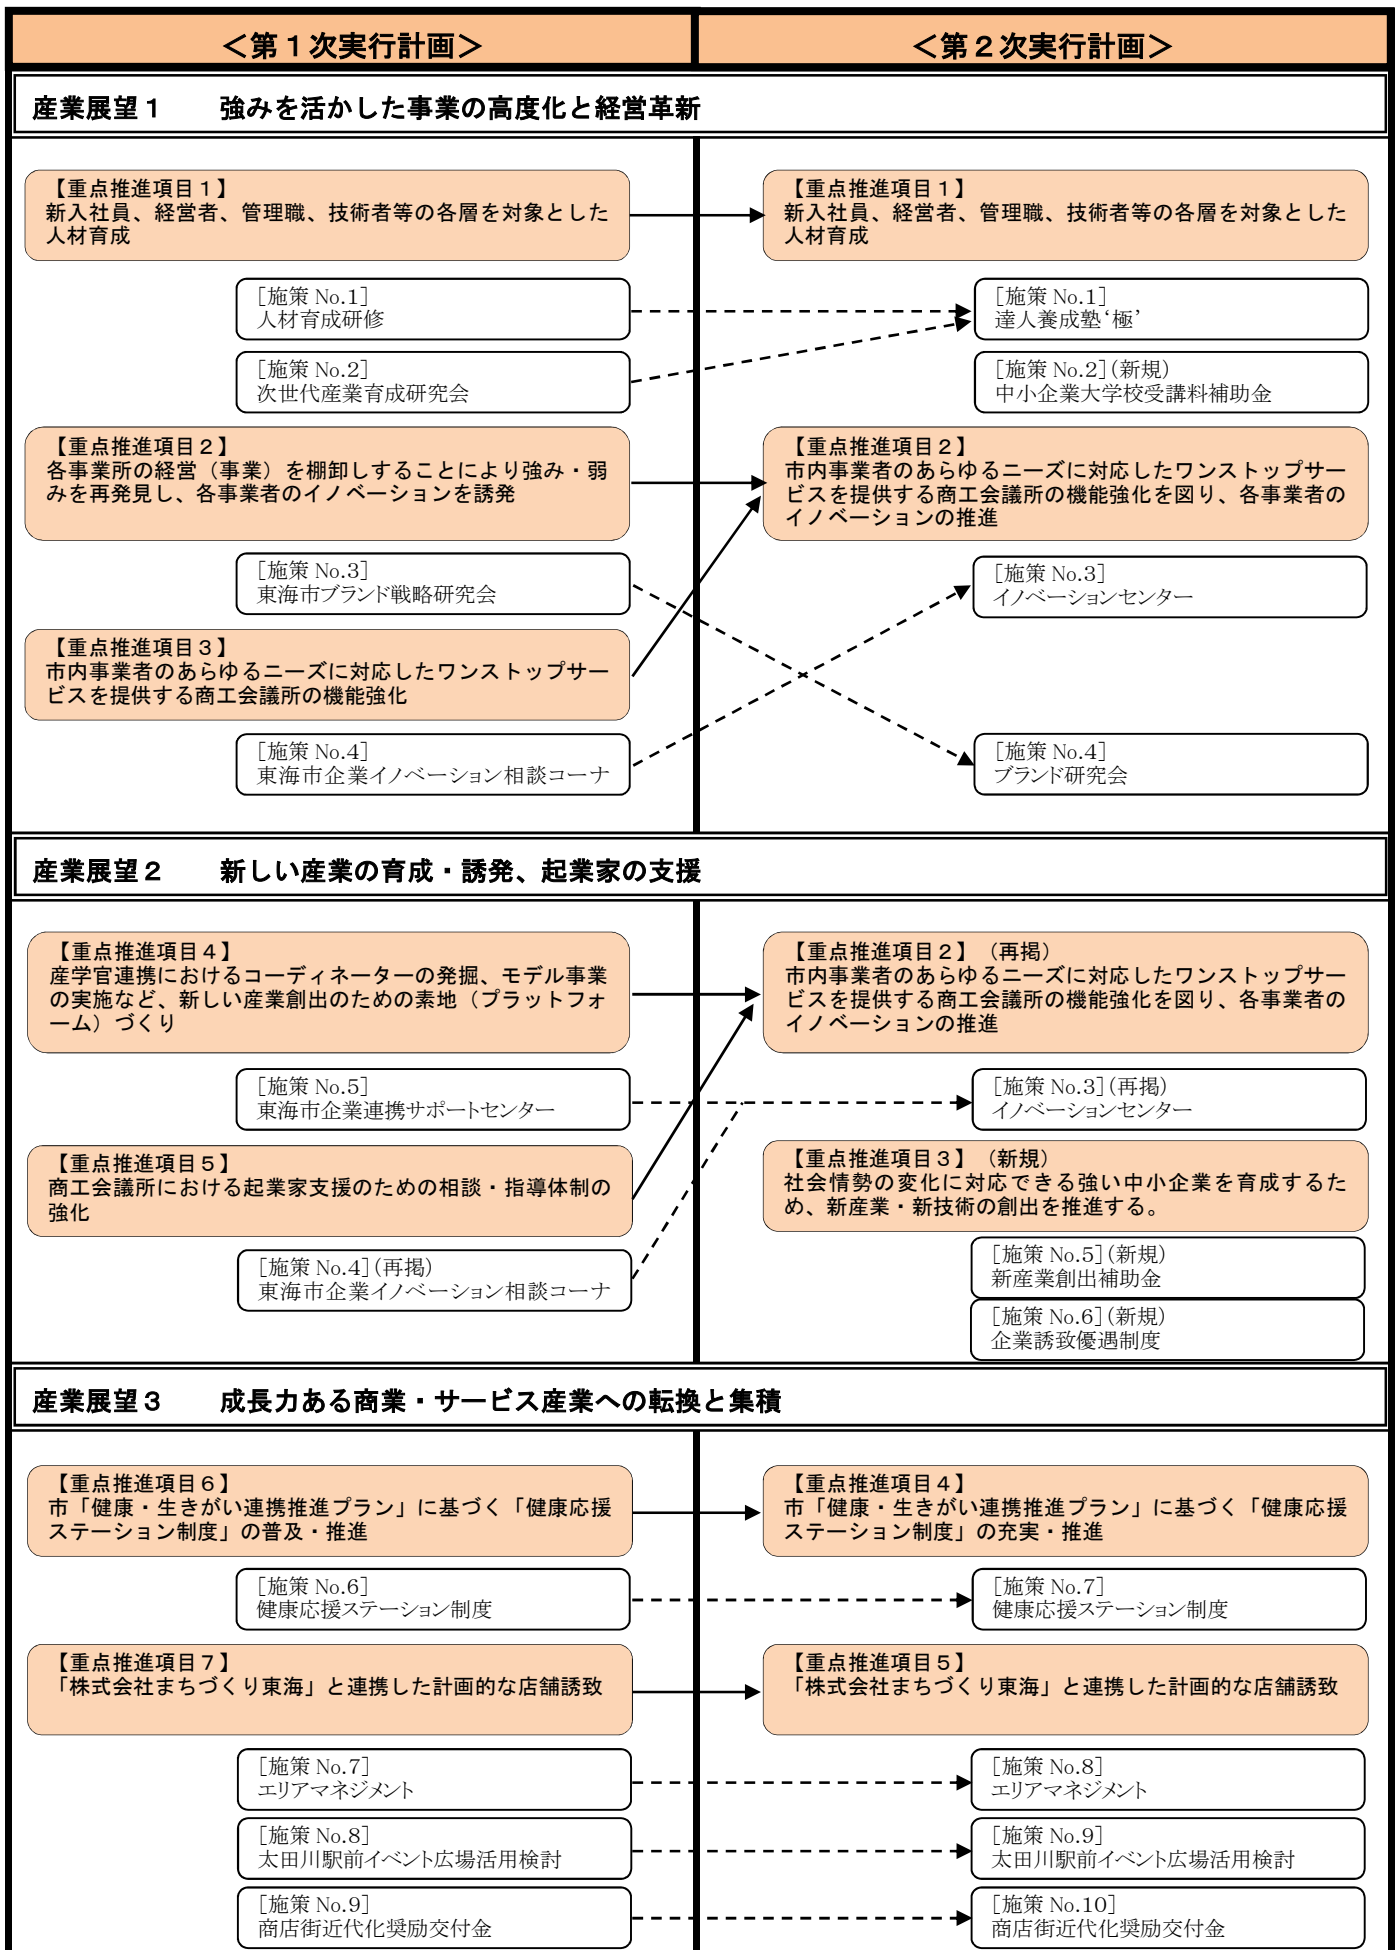 ＜第１次実行計画＞
＜第２次実行計画＞
産業展望１　強みを活かした事業の高度化と経営革新
【重点推進項目１】
新入社員、経営者、管理職、技術者等の各層を対象とした
人材育成
[施策 No.1]
人材育成研修
[施策 No.2]
次世代産業育成研究会
【重点推進項目２】
各事業所の経営（事業）を棚卸しすることにより強み・弱
みを再発見し、各事業者のイノベーションを誘発
[施策 No.3]
東海市ブランド戦略研究会
【重点推進項目３】
市内事業者のあらゆるニーズに対応したワンストップサー
ビスを提供する商工会議所の機能強化
[施策 No.4]
東海市企業イノベーション相談コーナ
【重点推進項目１】
新入社員、経営者、管理職、技術者等の各層を対象とした
人材育成
[施策 No.1]
達人養成塾‘極’
[施策 No.2](新規)
中小企業大学校受講料補助金
【重点推進項目２】
市内事業者のあらゆるニーズに対応したワンストップサー
ビスを提供する商工会議所の機能強化を図り、各事業者の
イノベーションの推進
[施策 No.3]
イノベーションセンター
[施策 No.4]
ブランド研究会
産業展望２　新しい産業の育成・誘発、起業家の支援
【重点推進項目４】
産学官連携におけるコーディネーターの発掘、モデル事業
の実施など、新しい産業創出のための素地（プラットフォ
ーム）づくり
[施策 No.5]
東海市企業連携サポートセンター
【重点推進項目５】
商工会議所における起業家支援のための相談・指導体制の
強化
[施策 No.4](再掲)
東海市企業イノベーション相談コーナ
【重点推進項目２】（再掲）
市内事業者のあらゆるニーズに対応したワンストップサー
ビスを提供する商工会議所の機能強化を図り、各事業者の
イノベーションの推進
[施策 No.3](再掲)
イノベーションセンター
【重点推進項目３】（新規）
社会情勢の変化に対応できる強い中小企業を育成するた
め、新産業・新技術の創出を推進する。
[施策 No.5](新規)
新産業創出補助金
[施策 No.6](新規)
企業誘致優遇制度
産業展望３　成長力ある商業・サービス産業への転換と集積
【重点推進項目６】
市「健康・生きがい連携推進プラン」に基づく「健康応援
ステーション制度」の普及・推進
[施策 No.6]
健康応援ステーション制度
【重点推進項目７】
「株式会社まちづくり東海」と連携した計画的な店舗誘致
[施策 No.7]
エリアマネジメント
[施策 No.8]
太田川駅前イベント広場活用検討
[施策 No.9]
商店街近代化奨励交付金
【重点推進項目４】
市「健康・生きがい連携推進プラン」に基づく「健康応援
ステーション制度」の充実・推進
[施策 No.7]
健康応援ステーション制度
【重点推進項目５】
「株式会社まちづくり東海」と連携した計画的な店舗誘致
[施策 No.8]
エリアマネジメント
[施策 No.9]
太田川駅前イベント広場活用検討
[施策 No.10]
商店街近代化奨励交付金